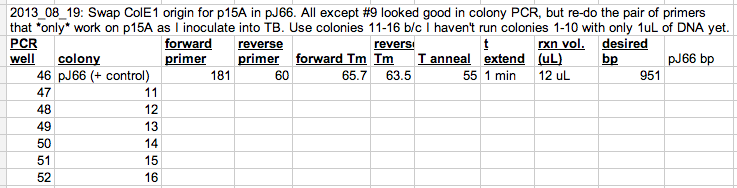 2013_08_19: Swap ColE1 origin for p15A in pJ66. All except #9 looked good in colony PCR, but re-do the pair of primers
that *only* work on p15A as I inoculate into TB. Use colonies 11-16 b/c I haven't run colonies 1-10 with only 1uL of DNA yet.
PCR forward reverse revers t rxn vol. desired
well colony primer primer forward Tm Tm T anneal extend (uL) bp pJ66 bp
46 pJ66 (+ control) 181 60 65.7 63.5 55 1 min 12 uL 951
47 11
48 12
49 13
50 14
51 15
52 16